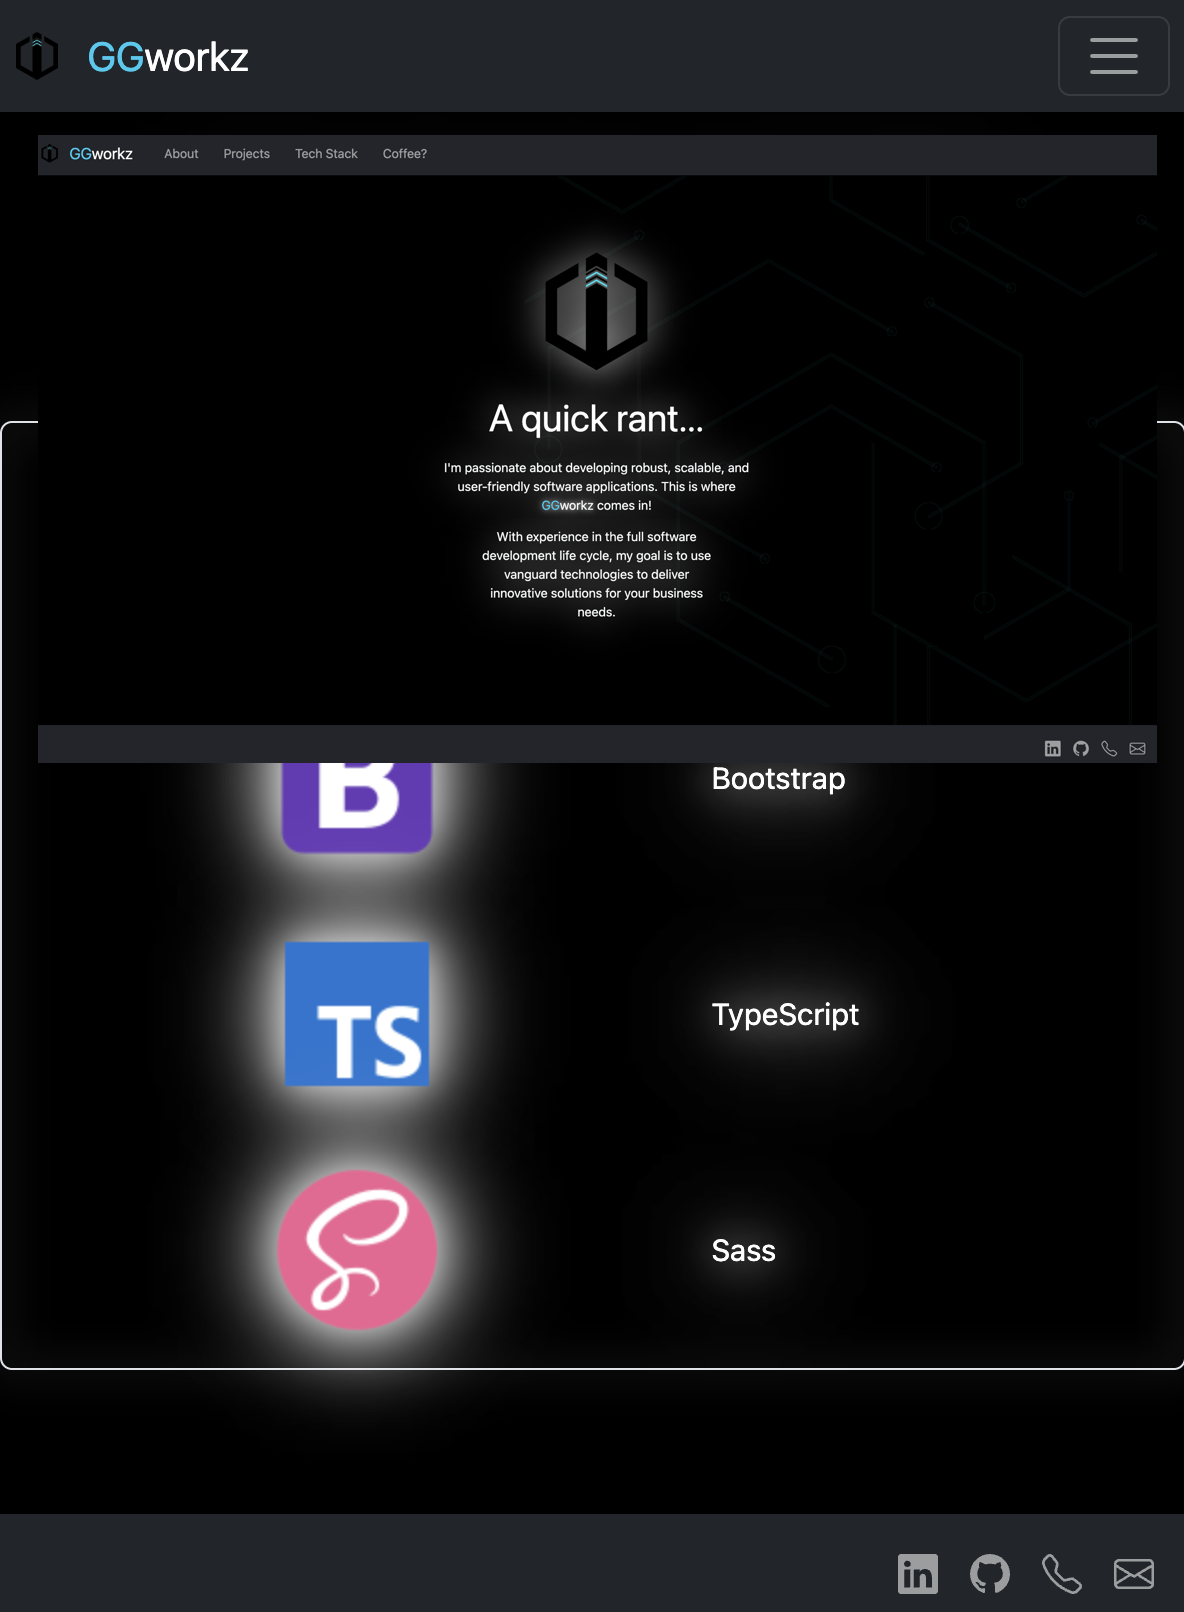 GGworkz
GGworkz About Projects Tech Stack Coffee?
A quick rant...
I'm passionate about developing robust, scalable, and
user-friendly software applications. This is where
GGworkz comes in!
With experience in the full software
development life cycle, my goal is to use
vanguard technologies to deliver
innovative solutions for your business
needs.
in
B
Bootstrap
TS
TypeScript
Sass
in